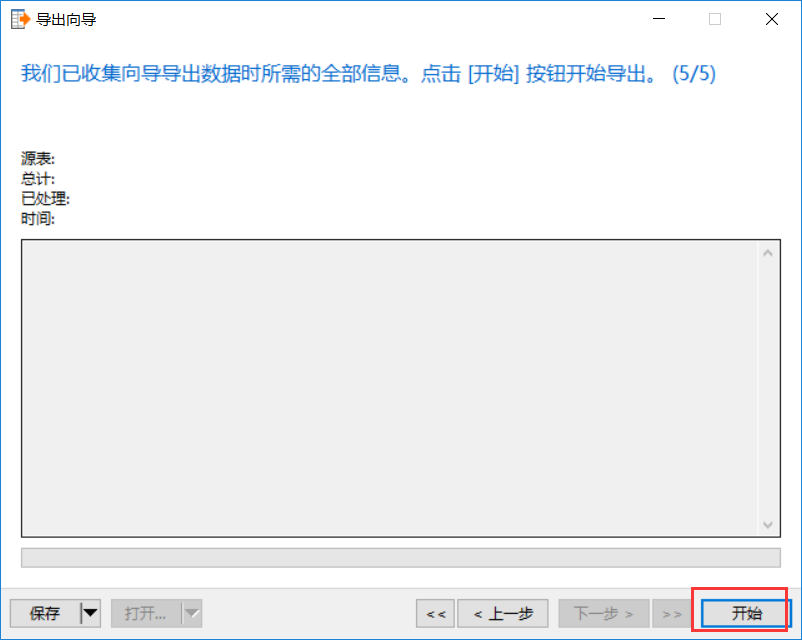 导出向导
我们已收集向导导出数据时所需的全部信息。点击 [开始] 按钮开始导出。 (5/5)
源表:
总计:
已处理:
时间:
保存 打开... << < 上一步 下一步 > >> 开始